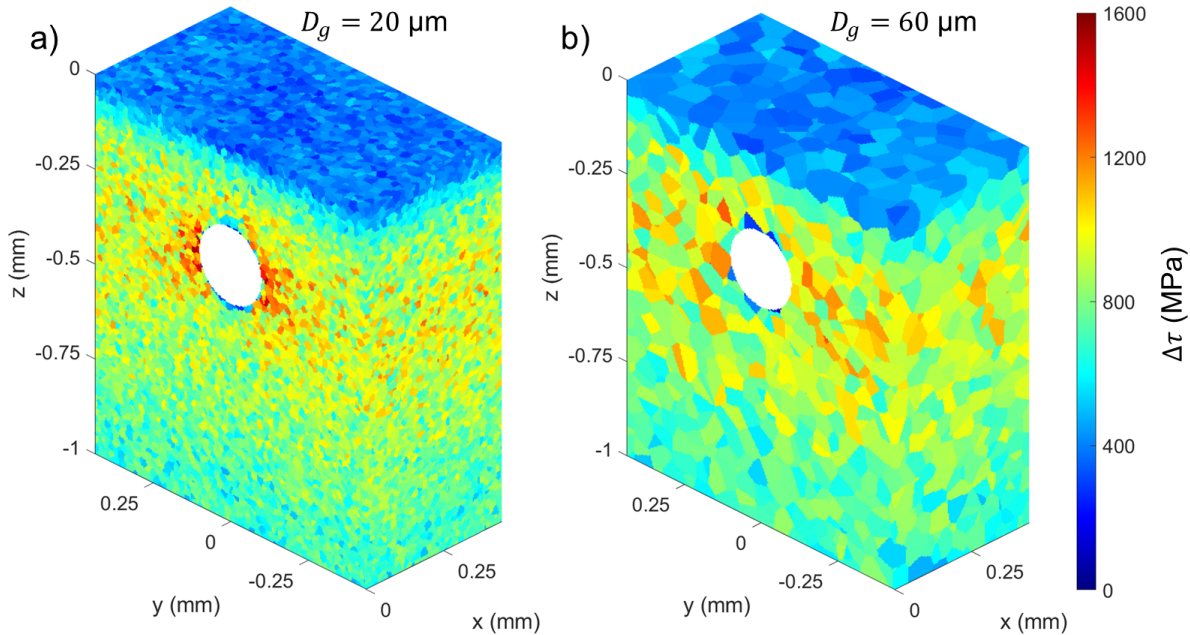 a)
D_g = 20 μm
0
-0.25
-0.5
-0.75
-1
z (mm)
0.25
0
-0.25
y (mm)
0
0.25
x (mm)
b)
D_g = 60 μm
0
-0.25
-0.5
-0.75
-1
z (mm)
0.25
0
-0.25
y (mm)
0
0.25
x (mm)
1600
1200
800
400
0
Δτ (MPa)